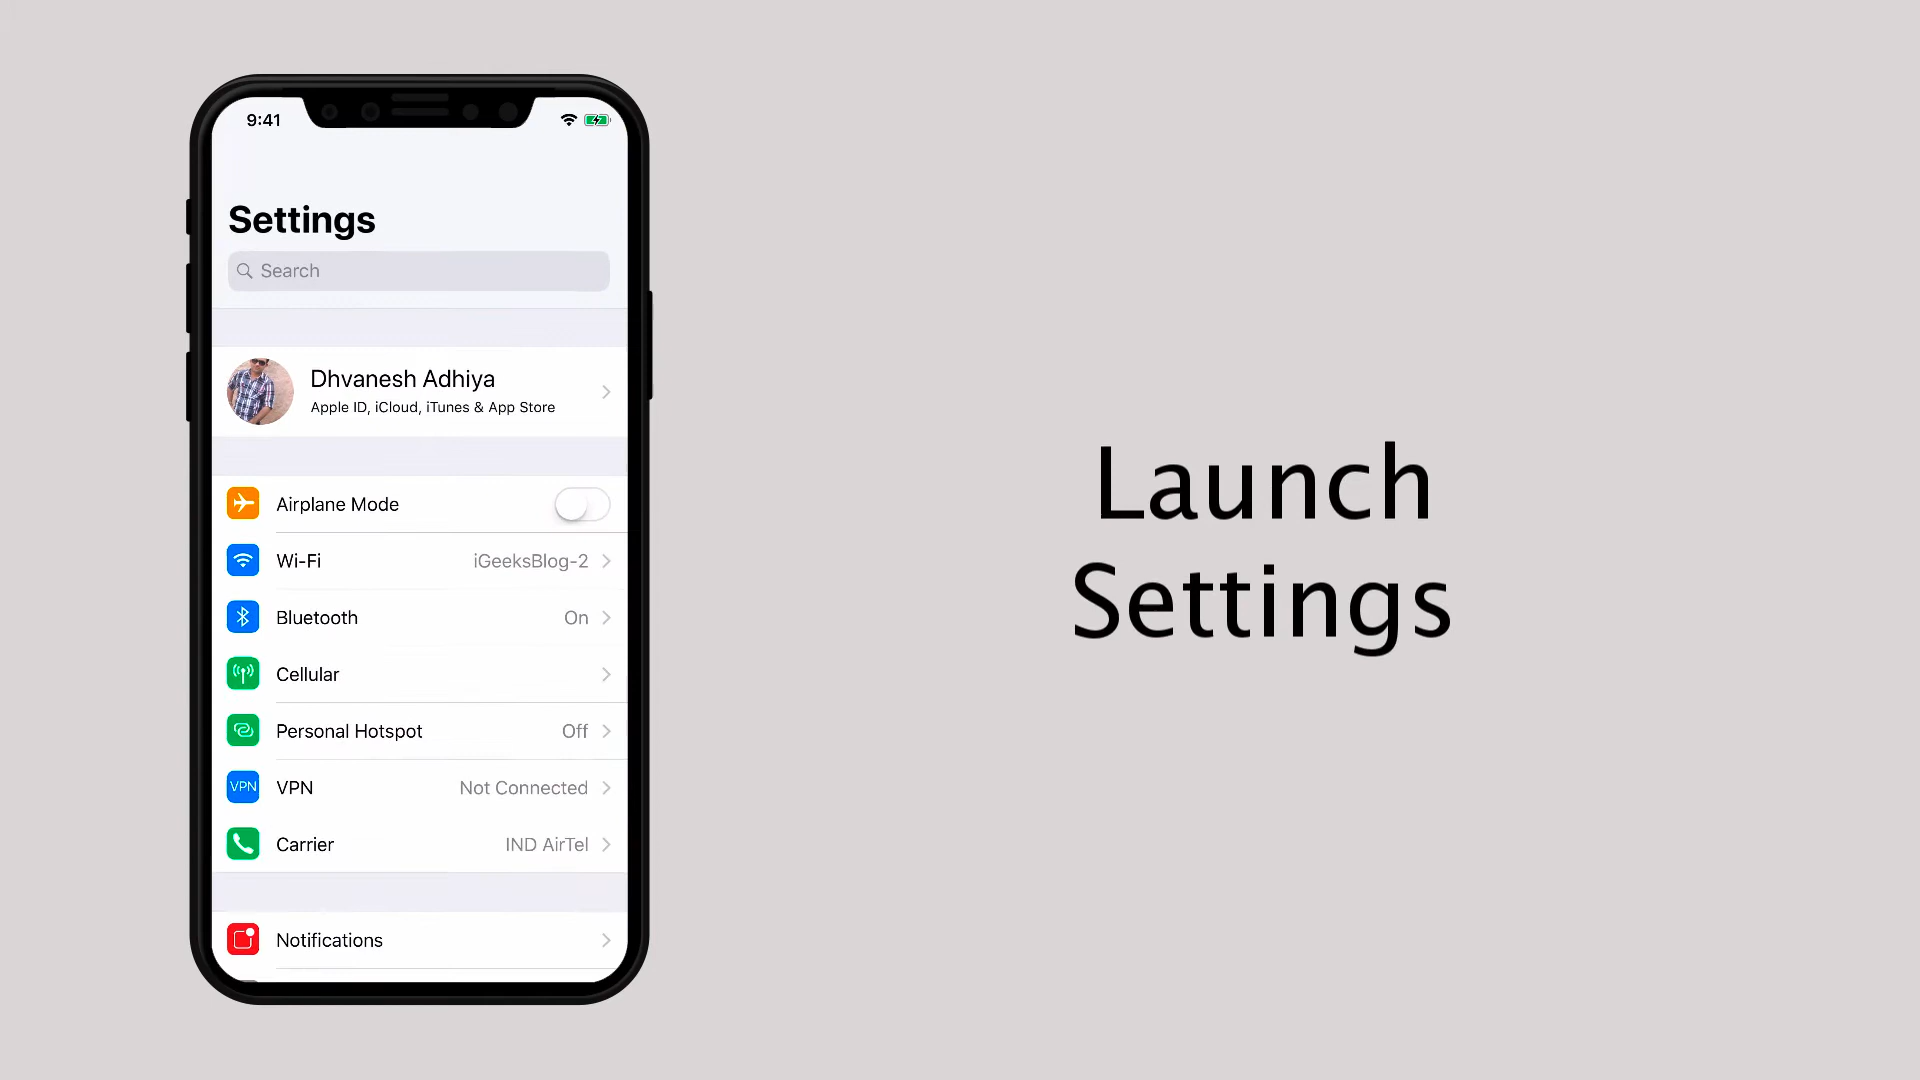 9:41
Settings
Search
Dhvanesh Adhiya
Apple ID, iCloud, iTunes & App Store
Airplane Mode
Wi-Fi iGeeksBlog-2
Bluetooth On
Cellular
Personal Hotspot Off
VPN VPN Not Connected
Carrier IND AirTel
Notifications
Launch
Settings